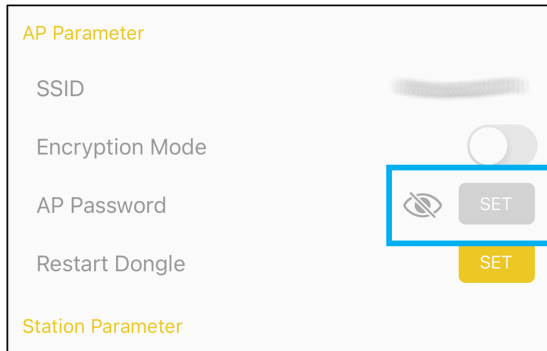 AP Parameter
SSID
Encryption Mode
AP Password SET
Restart Dongle SET
Station Parameter